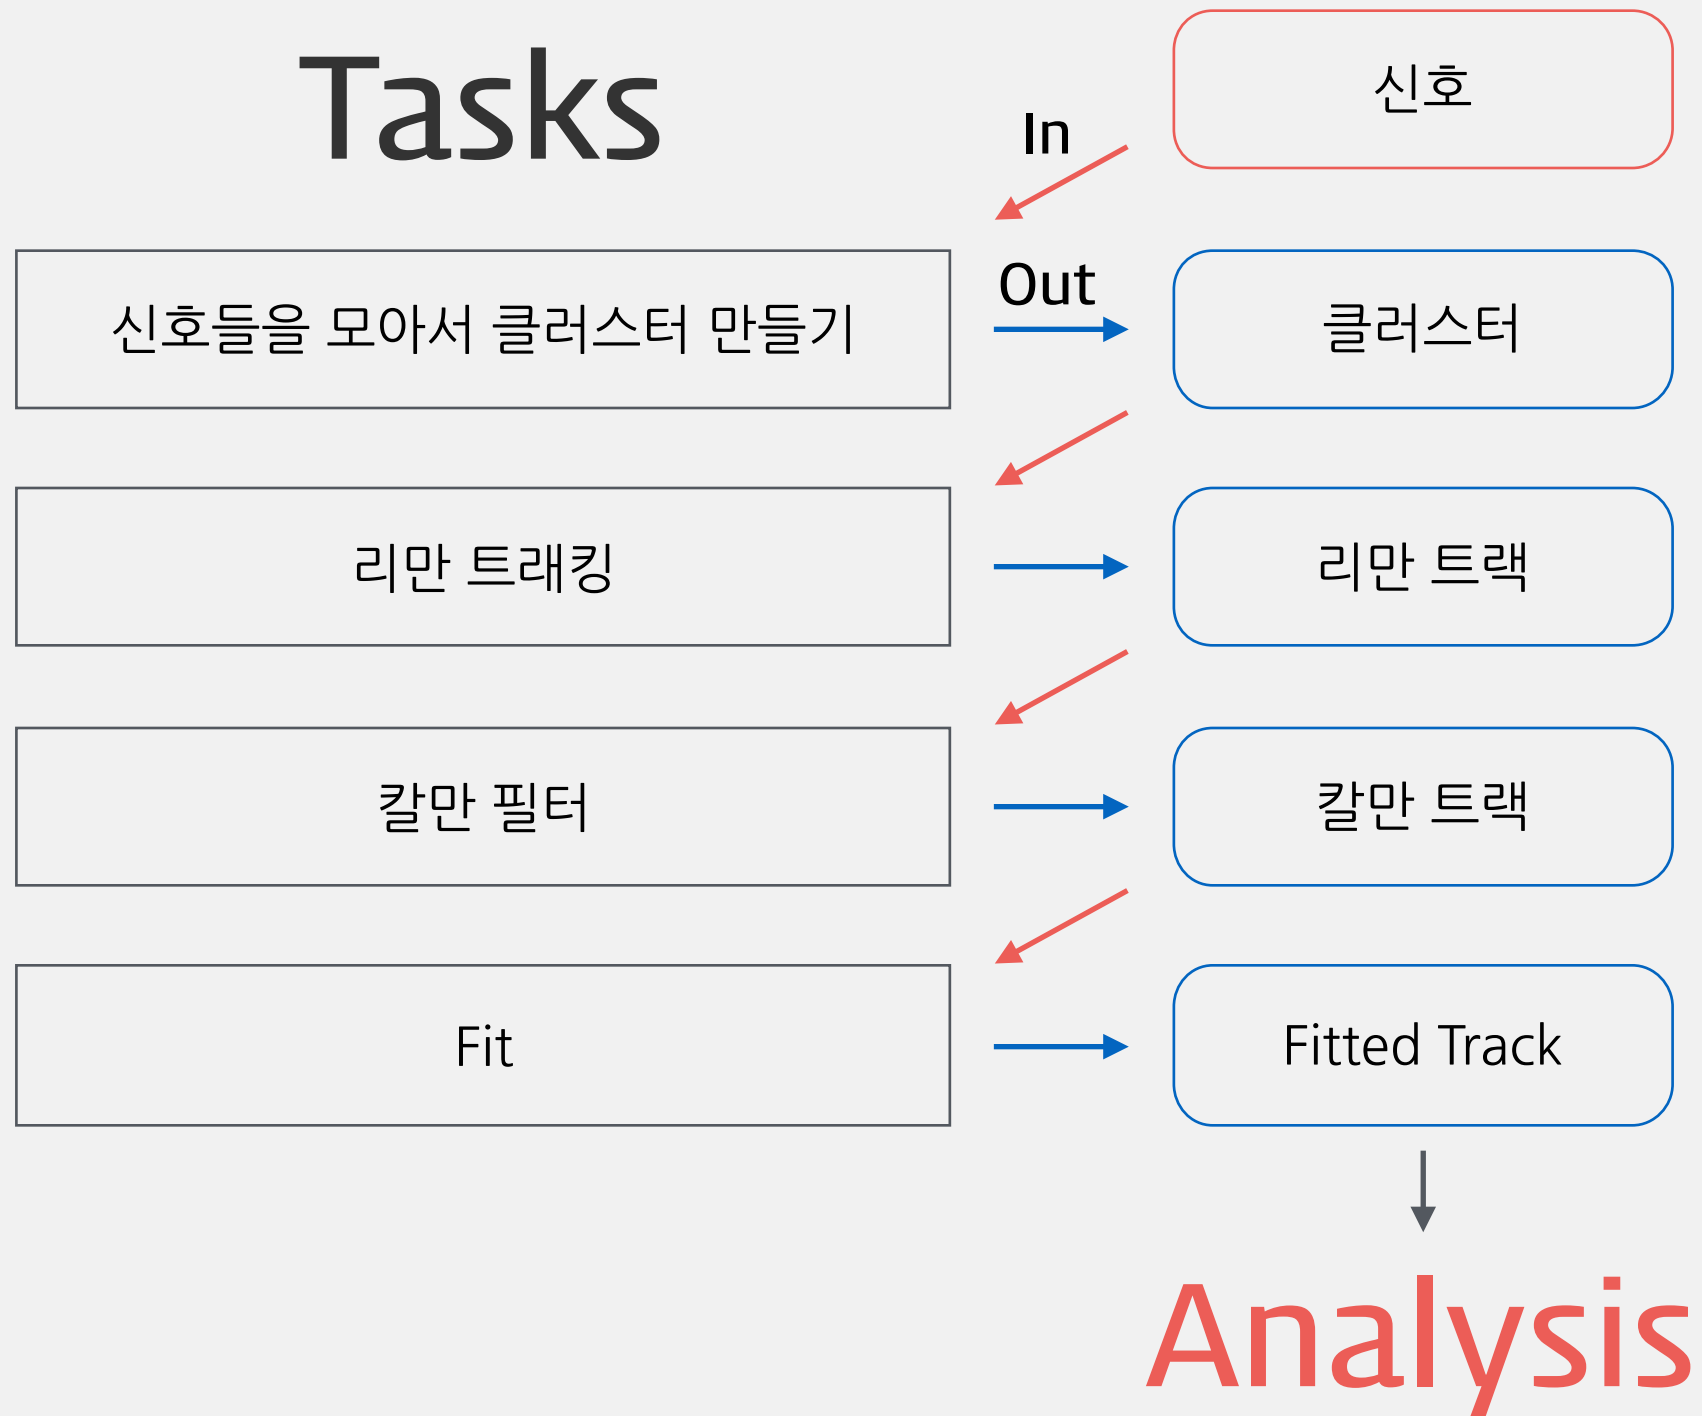 Tasks
신호
In
신호들을 모아서 클러스터 만들기
Out
클러스터
리만 트래킹
리만 트랙
칼만 필터
칼만 트랙
Fit
Fitted Track
Analysis